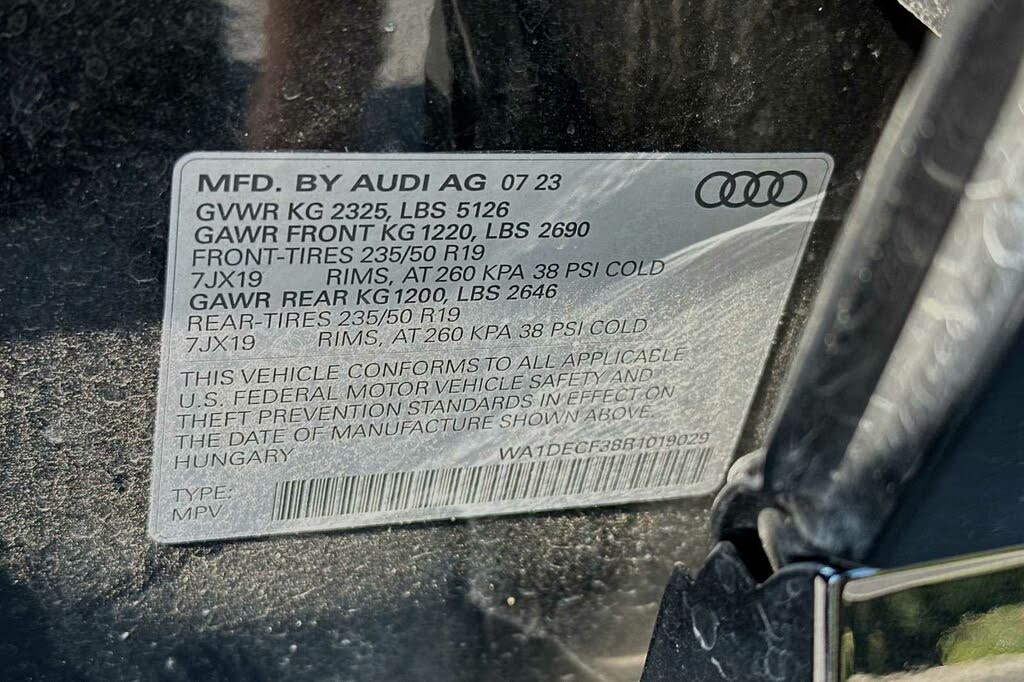 MFD. BY AUDI AG 07 23
GVWR KG 2325, LBS 5126
GAWR FRONT KG 1220, LBS 2690
FRONT-TIRES 235/50 R19
7JX19 RIMS, AT 260 KPA 38 PSI COLD
GAWR REAR KG 1200, LBS 2646
REAR-TIRES 235/50 R19
7JX19 RIMS, AT 260 KPA 38 PSI COLD
THIS VEHICLE CONFORMS TO ALL APPLICABLE
U.S. FEDERAL MOTOR VEHICLE SAFETY AND
THEFT PREVENTION STANDARDS IN EFFECT ON
THE DATE OF MANUFACTURE SHOWN ABOVE.
HUNGARY WA1DECF38R1019029
TYPE:
MPV